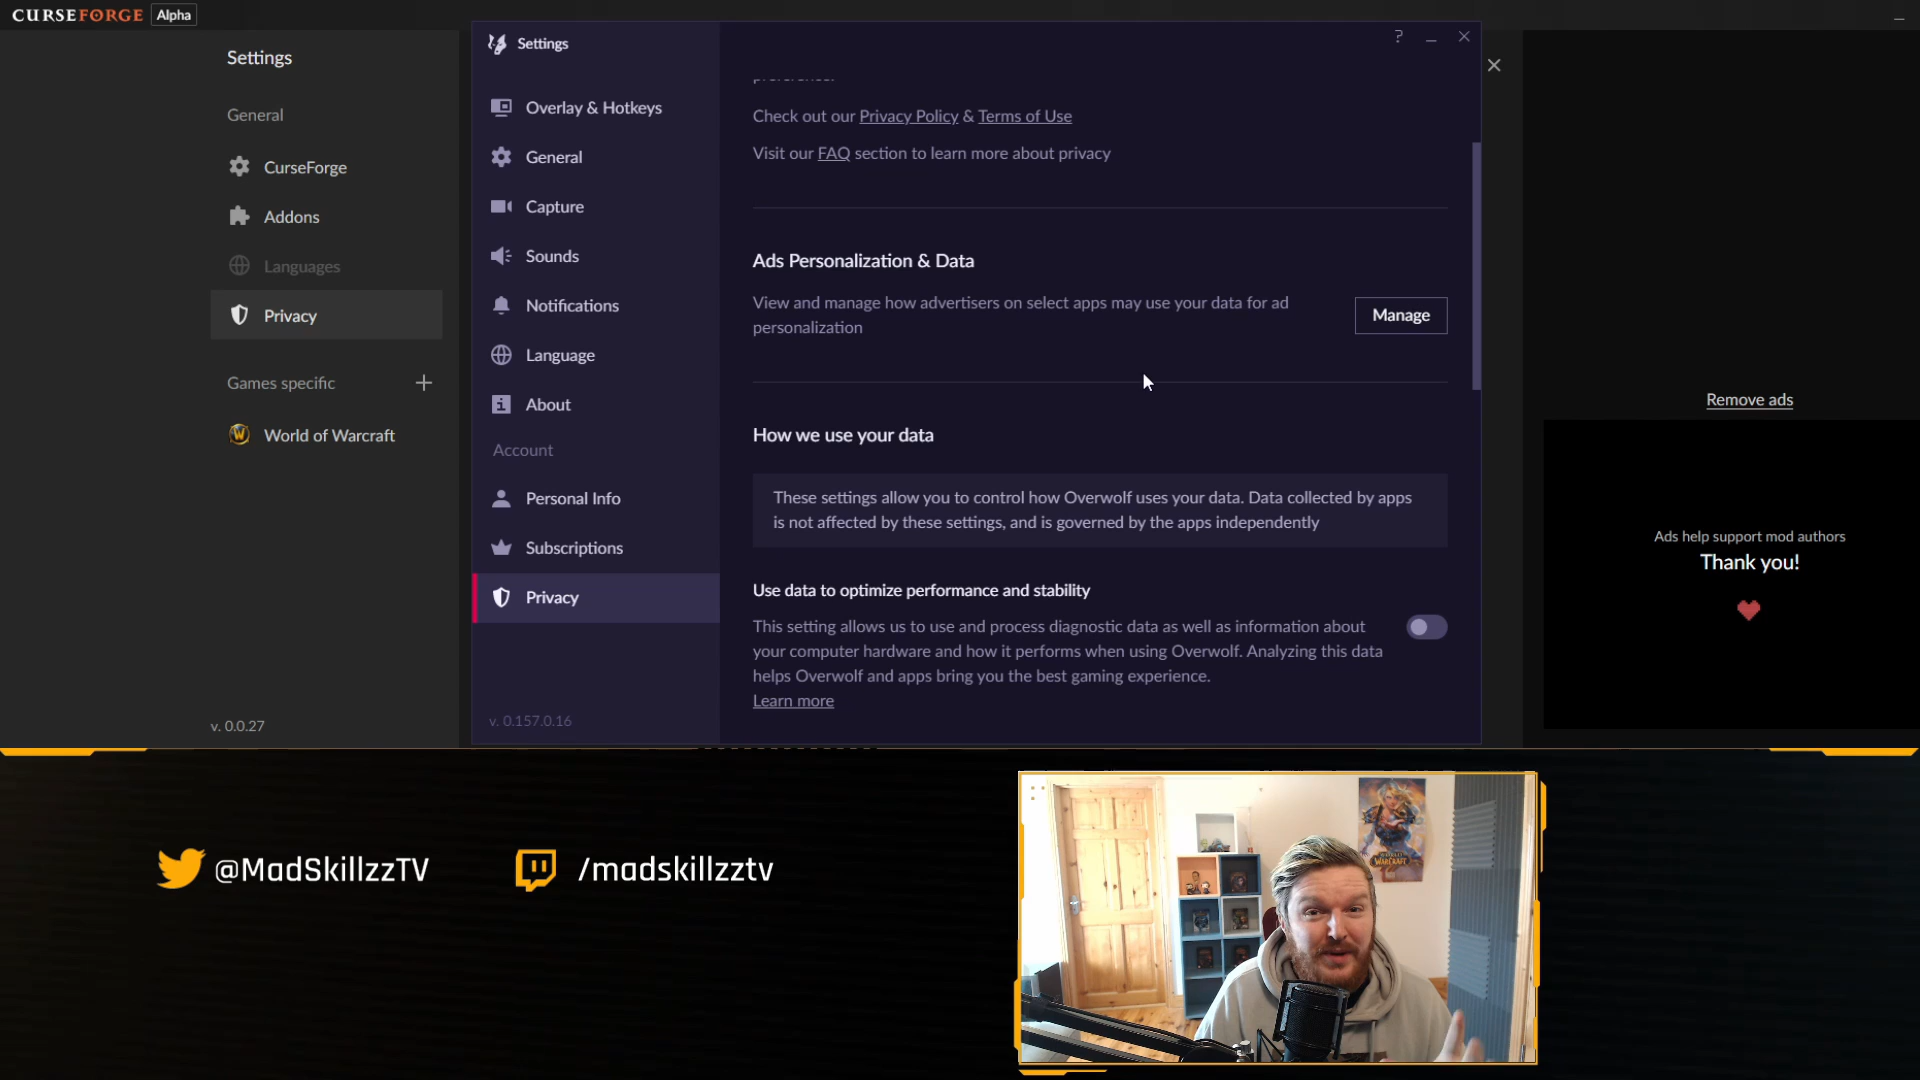 CURSEFORGE Alpha
Settings
General
CurseForge
Addons
Languages
Privacy
Games specific
World of Warcraft
v. 0.0.27
Settings
Overlay & Hotkeys
General
Capture
Sounds
Notifications
Language
About
Account
Personal Info
Subscriptions
Privacy
v. 0.157.0.16
?
Check out our Privacy Policy & Terms of Use
Visit our FAQ section to learn more about privacy
Ads Personalization & Data
View and manage how advertisers on select apps may use your data for ad
personalization
Manage
How we use your data
These settings allow you to control how Overwolf uses your data. Data collected by apps
is not affected by these settings, and is governed by the apps independently
Use data to optimize performance and stability
This setting allows us to use and process diagnostic data as well as information about
your computer hardware and how it performs when using Overwolf. Analyzing this data
helps Overwolf and apps bring you the best gaming experience.
Learn more
Remove ads
Ads help support mod authors
Thank you!
@MadSkillzzTV
/madskillzztv
WARCRAFT